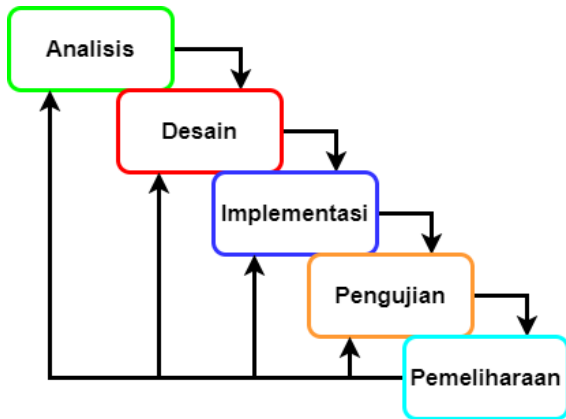 Analisis
Desain
Implementasi
Pengujian
Pemeliharaan